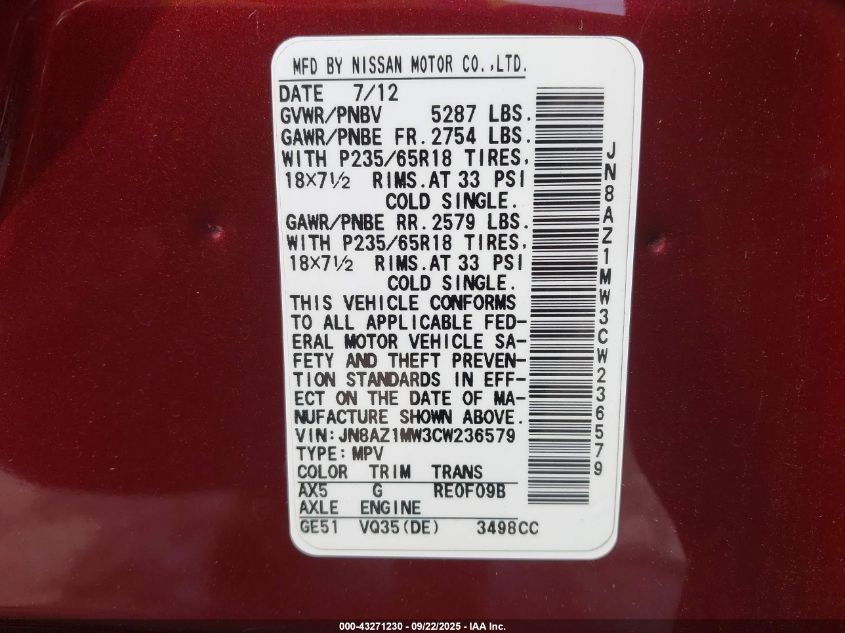 MFD BY NISSAN MOTOR CO.,LTD.
DATE 7/12
GVWR/PNBV 5287 LBS.
GAWR/PNBE FR. 2754 LBS.
WITH P235/65R18 TIRES,
18×7½ RIMS. AT 33 PSI
COLD SINGLE.
GAWR/PNBE RR. 2579 LBS.
WITH P235/65R18 TIRES,
18×7½ RIMS. AT 33 PSI
COLD SINGLE.
THIS VEHICLE CONFORMS
TO ALL APPLICABLE FED-
ERAL MOTOR VEHICLE SA-
FETY AND THEFT PREVEN-
TION STANDARDS IN EFF-
ECT ON THE DATE OF MA-
NUFACTURE SHOWN ABOVE.
VIN: JN8AZ1MW3CW236579
TYPE: MPV
COLOR TRIM TRANS
AX5 G RE0F09B
AXLE ENGINE
GE51 VQ35(DE) 3498CC
JN8AZ1MW3CW236579
000-43271230 - 09/22/2025 - IAA Inc.